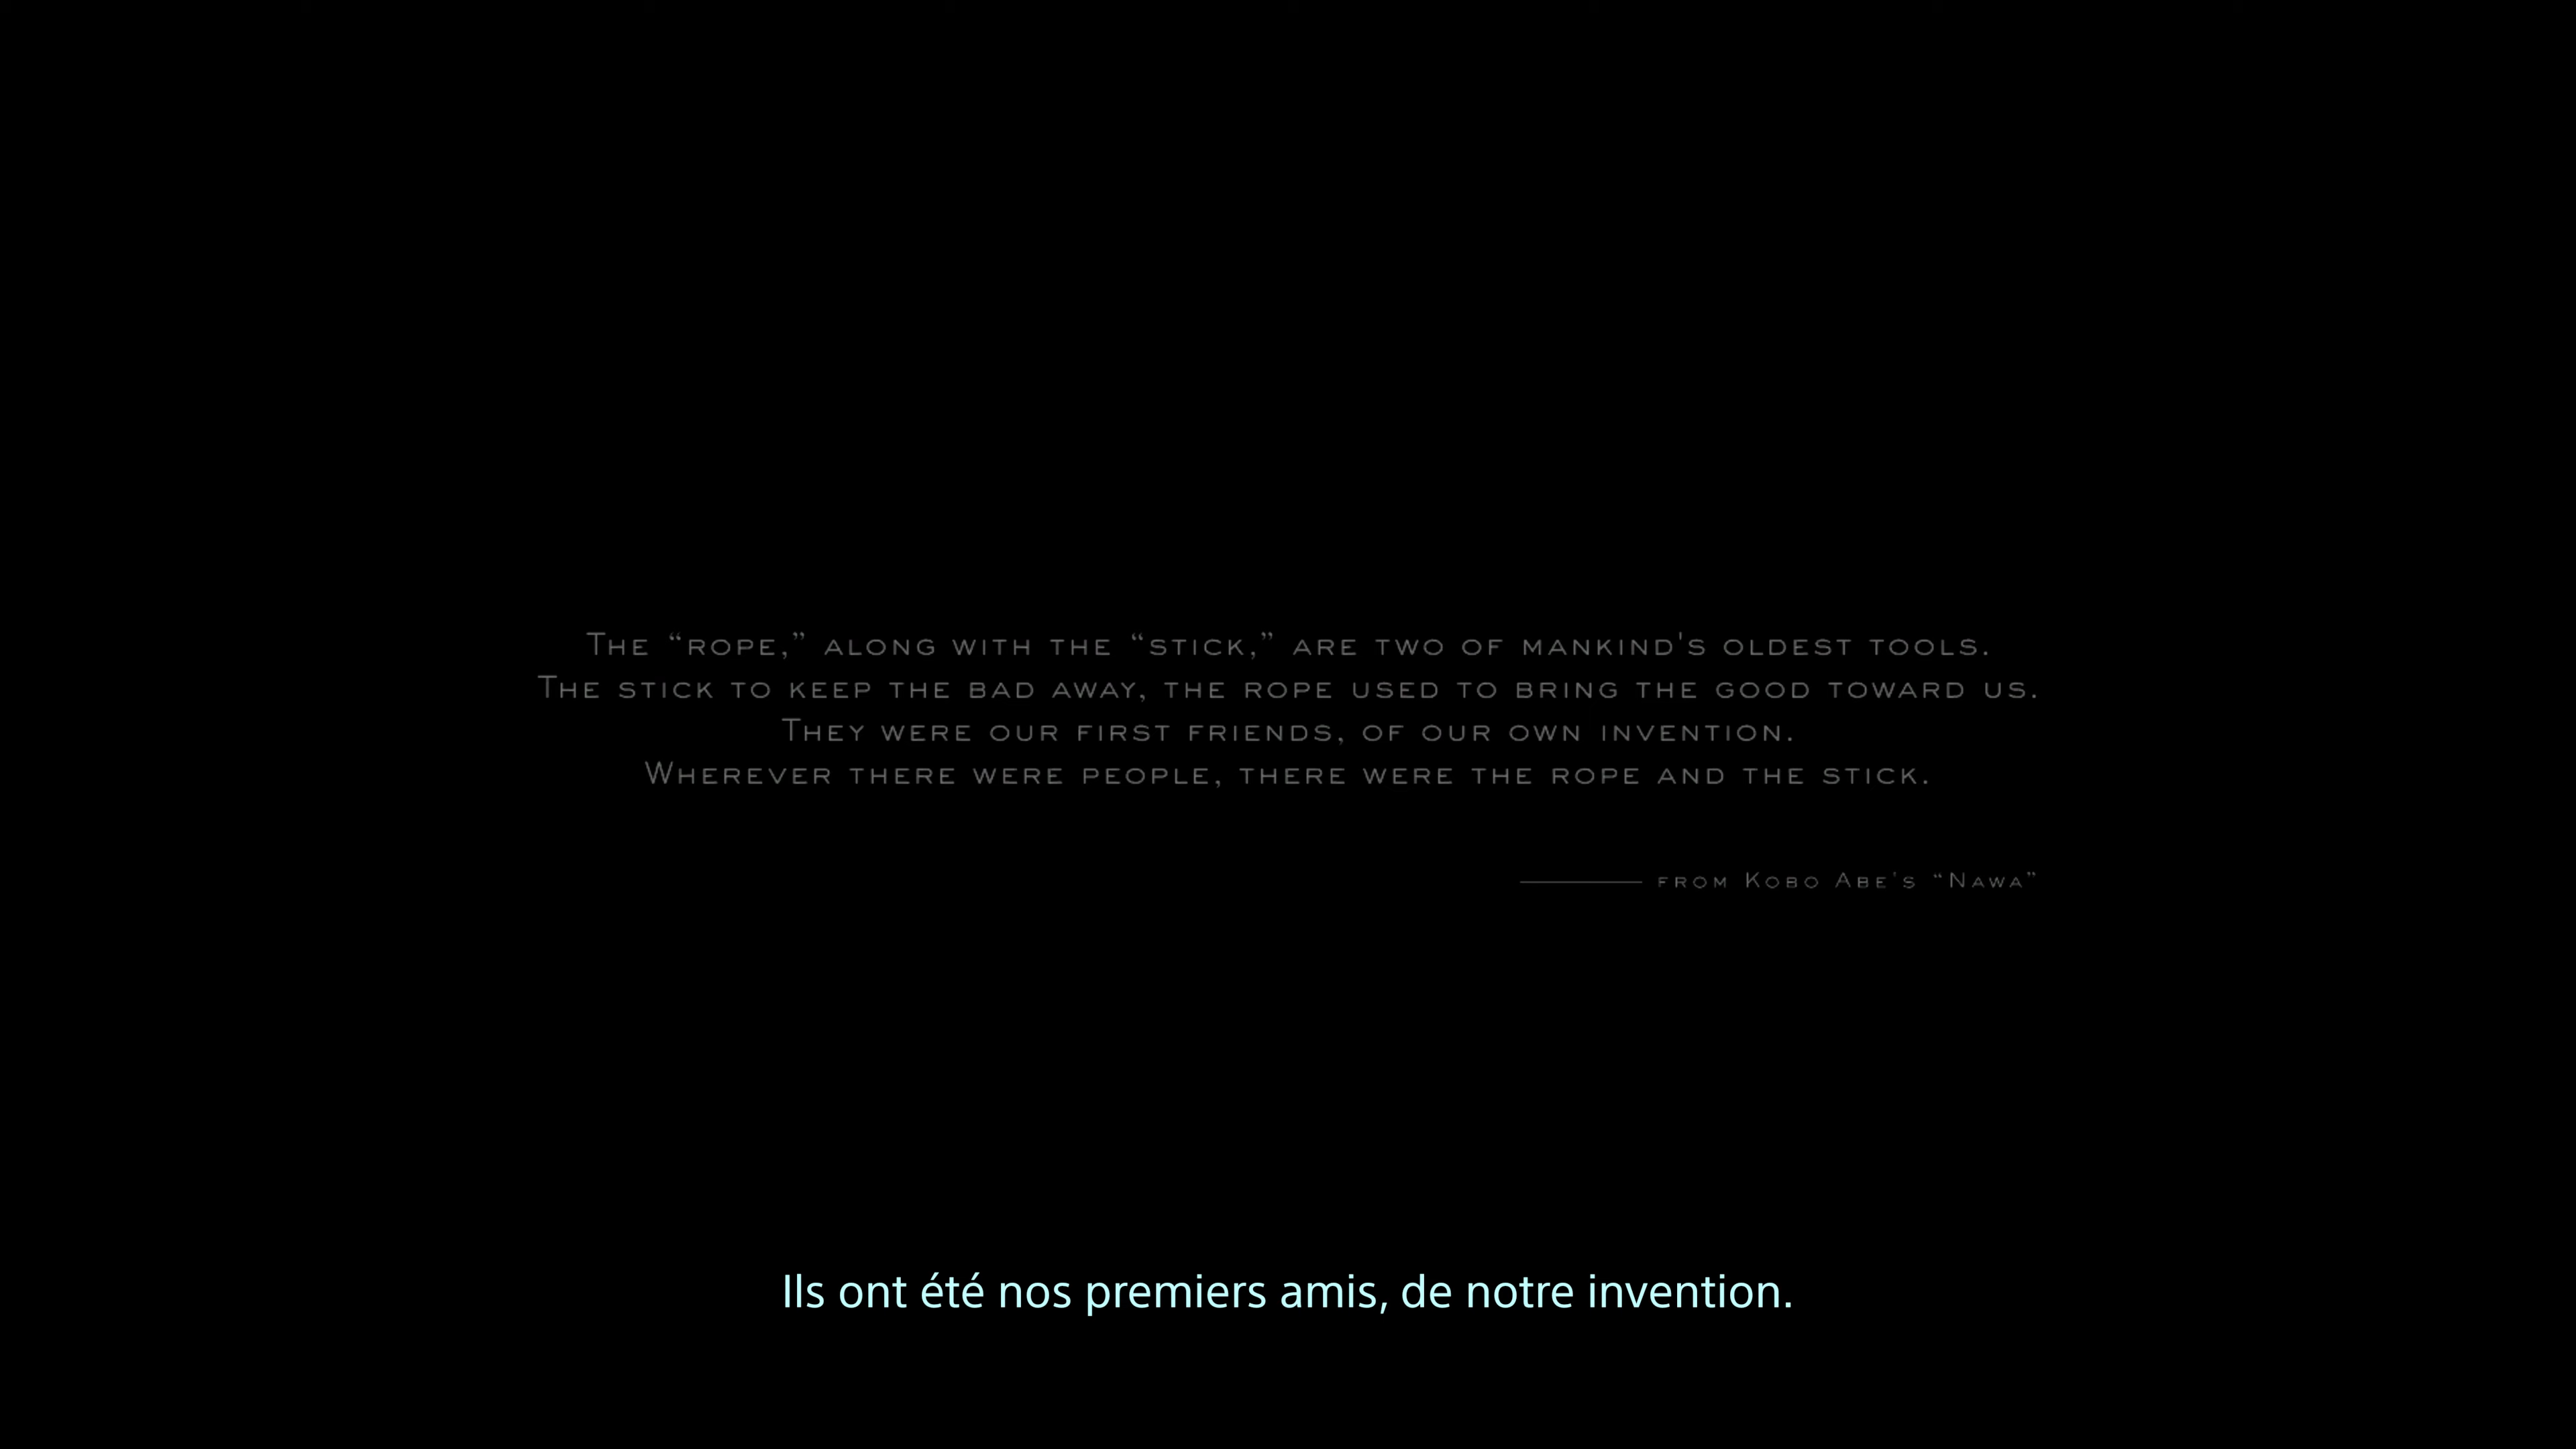 The “rope,” along with the “stick,” are two of mankind's oldest tools.
The stick to keep the bad away, the rope used to bring the good toward us.
They were our first friends, of our own invention.
Wherever there were people, there were the rope and the stick.
from Kobo Abe's “Nawa”
Ils ont été nos premiers amis, de notre invention.